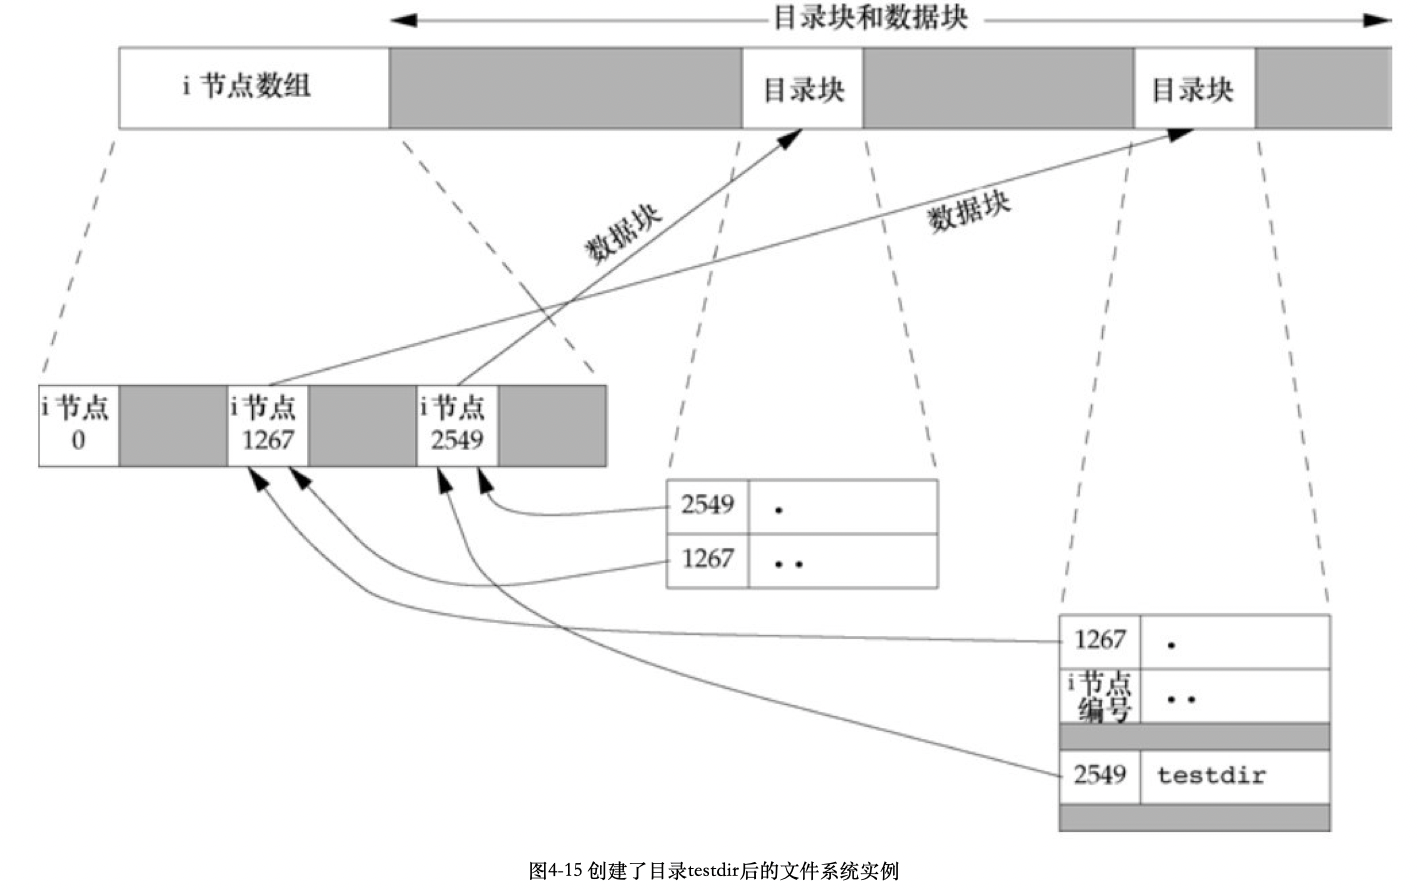 目录块和数据块
i 节点数组
目录块
目录块
数据块
数据块
i 节点
0
i 节点
1267
i 节点
2549
2549 .
1267 ..
1267 .
i 节点
编号
..
2549 testdir
图4-15 创建了目录testdir后的文件系统实例